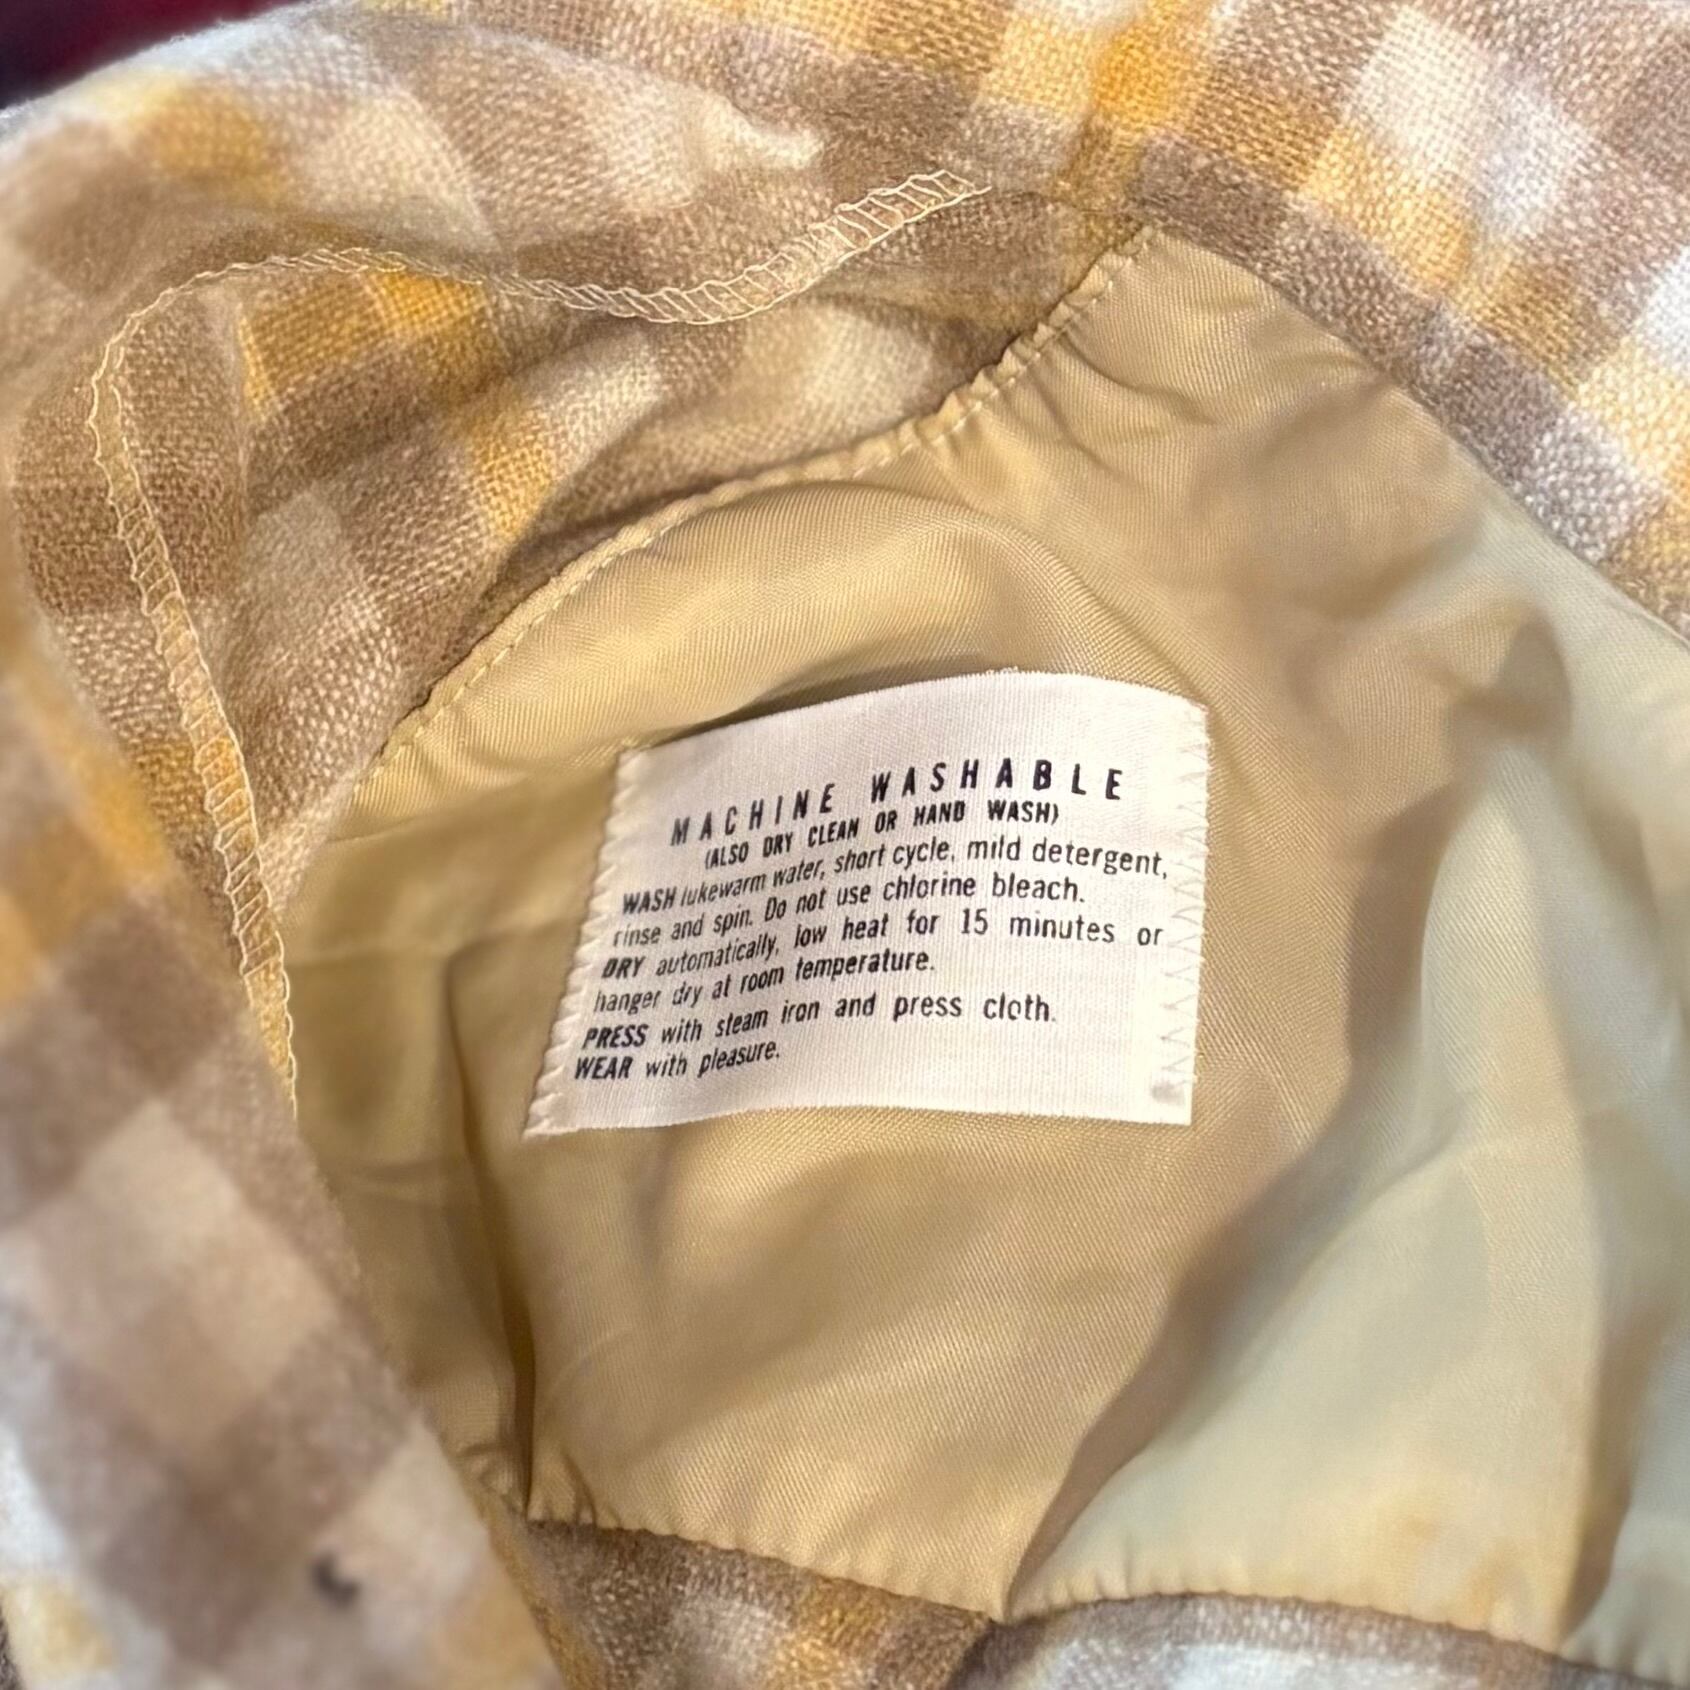 MACHINE WASHABLE
(ALSO DRY CLEAN OR HAND WASH)
WASH lukewarm water, short cycle, mild detergent,
rinse and spin. Do not use chlorine bleach.
DRY automatically, low heat for 15 minutes or
hanger dry at room temperature.
PRESS with steam iron and press cloth.
WEAR with pleasure.